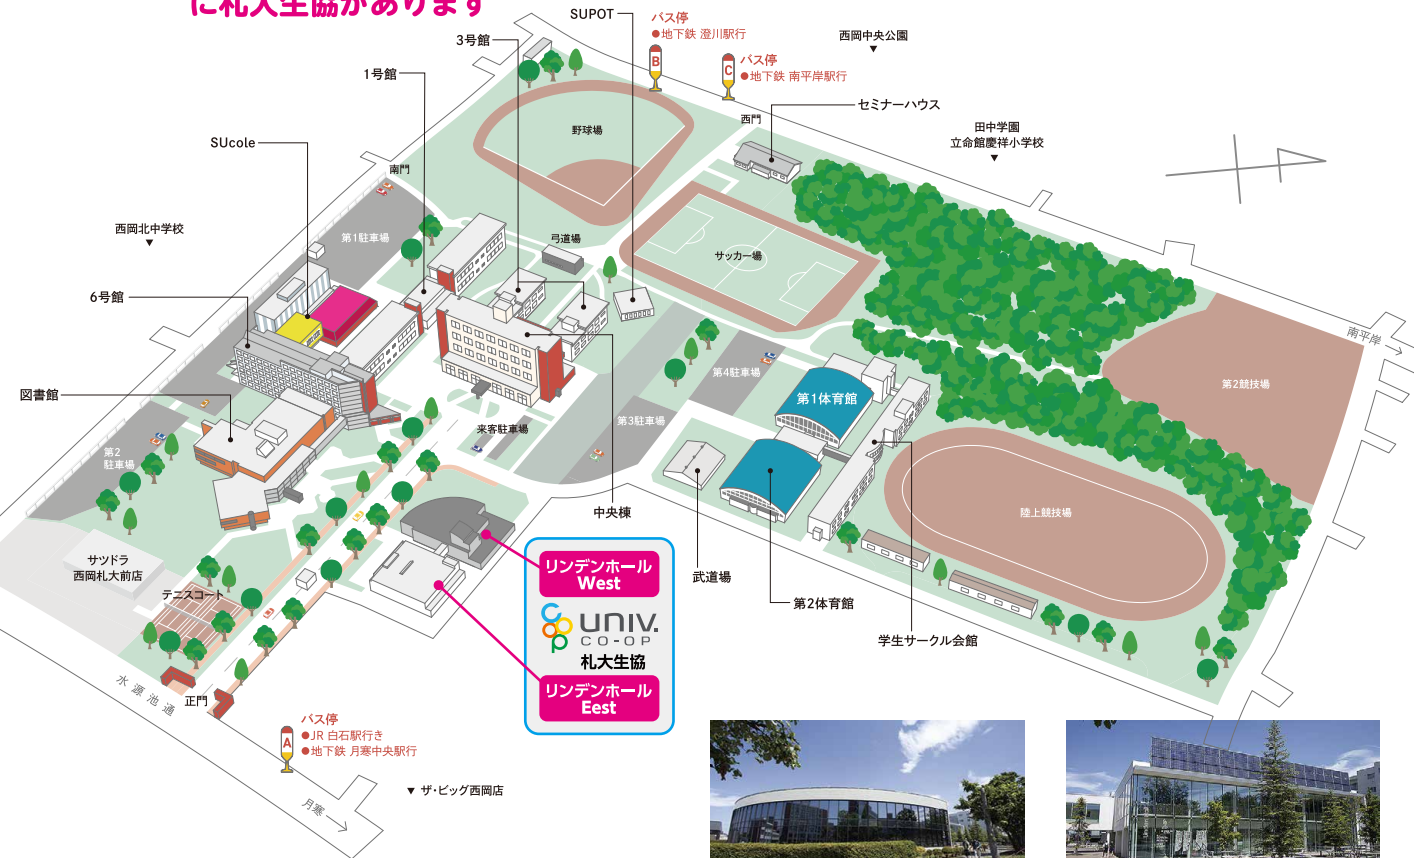 に札大生協があります
SUPOT
バス停
●地下鉄 澄川駅行
B
西岡中央公園
▼
3号館
バス停
●地下鉄 南平岸駅行
C
1号館
セミナーハウス
西門
田中学園
立命館慶祥小学校
▼
野球場
SUcole
南門
西岡北中学校
▼
第1駐車場
弓道場
サッカー場
6号館
南平岸
第4駐車場
第2競技場
図書館
第1体育館
第3駐車場
来客駐車場
第2
駐車場
中央棟
陸上競技場
サツドラ
西岡札大前店
リンデンホール
West
武道場
テニスコート
第2体育館
univ.
CO-OP
札大生協
学生サークル会館
リンデンホール
Eest
水源池通
正門
バス停
●JR 白石駅行き
●地下鉄 月寒中央駅行
A
▼ ザ・ビッグ西岡店
月寒